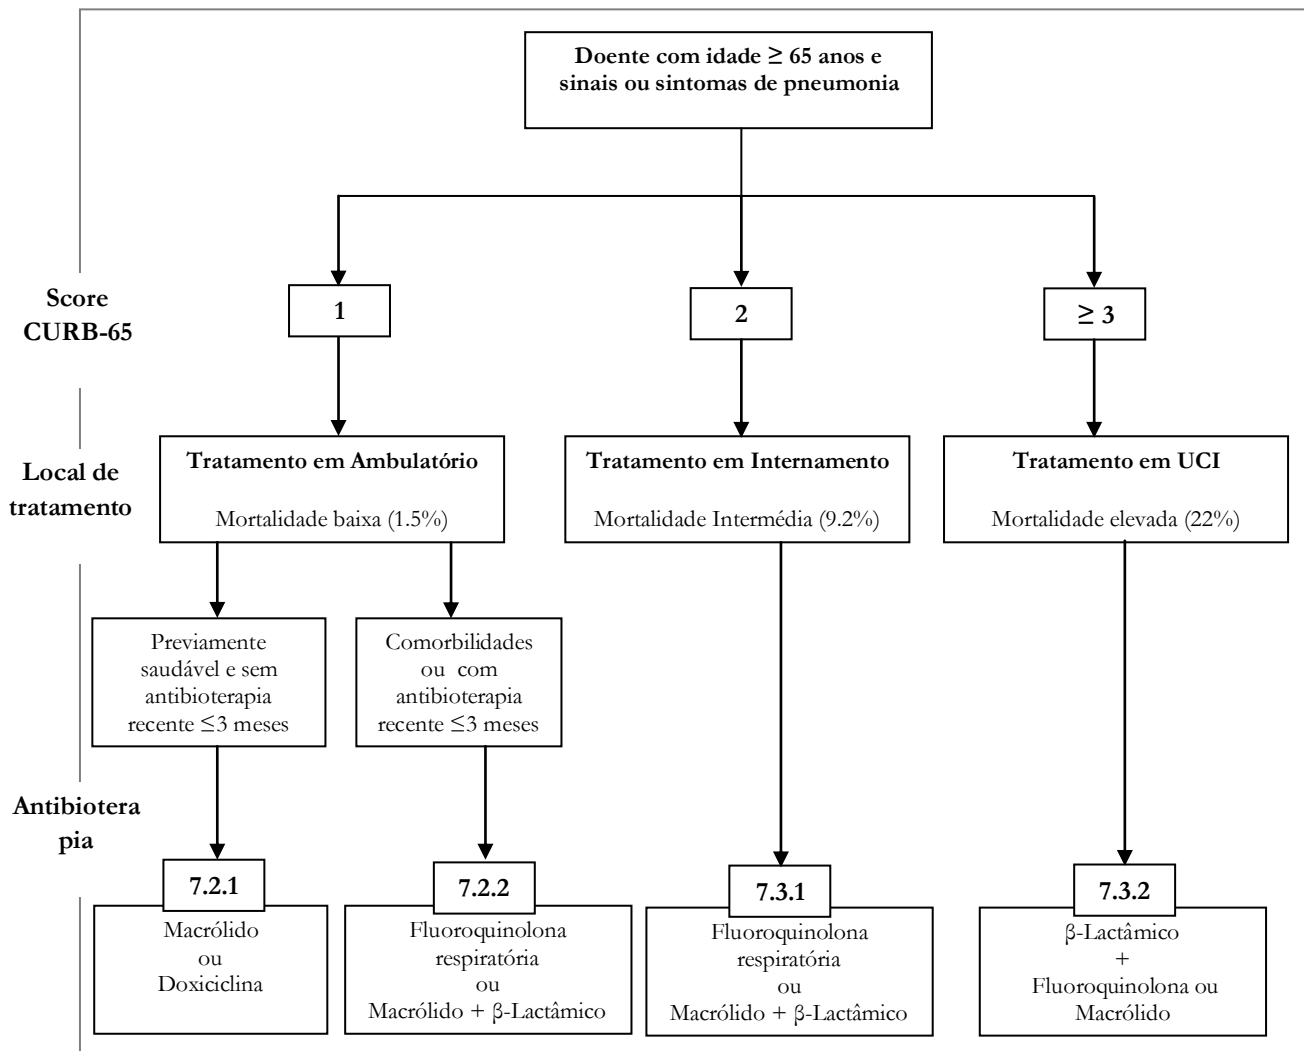 Doente com idade ≥ 65 anos e
sinais ou sintomas de pneumonia
Score
CURB-65
1
2
≥ 3
Local de
tratamento
Tratamento em Ambulatório
Mortalidade baixa (1.5%)
Tratamento em Internamento
Mortalidade Intermédia (9.2%)
Tratamento em UCI
Mortalidade elevada (22%)
Previamente
saudável e sem
antibioterapia
recente ≤3 meses
Comorbilidades
ou com
antibioterapia
recente ≤3 meses
Antibiotera
pia
7.2.1
Macrólido
ou
Doxiciclina
7.2.2
Fluoroquinolona
respiratória
ou
Macrólido + β-Lactâmico
7.3.1
Fluoroquinolona
respiratória
ou
Macrólido + β-Lactâmico
7.3.2
β-Lactâmico
+
Fluoroquinolona ou
Macrólido